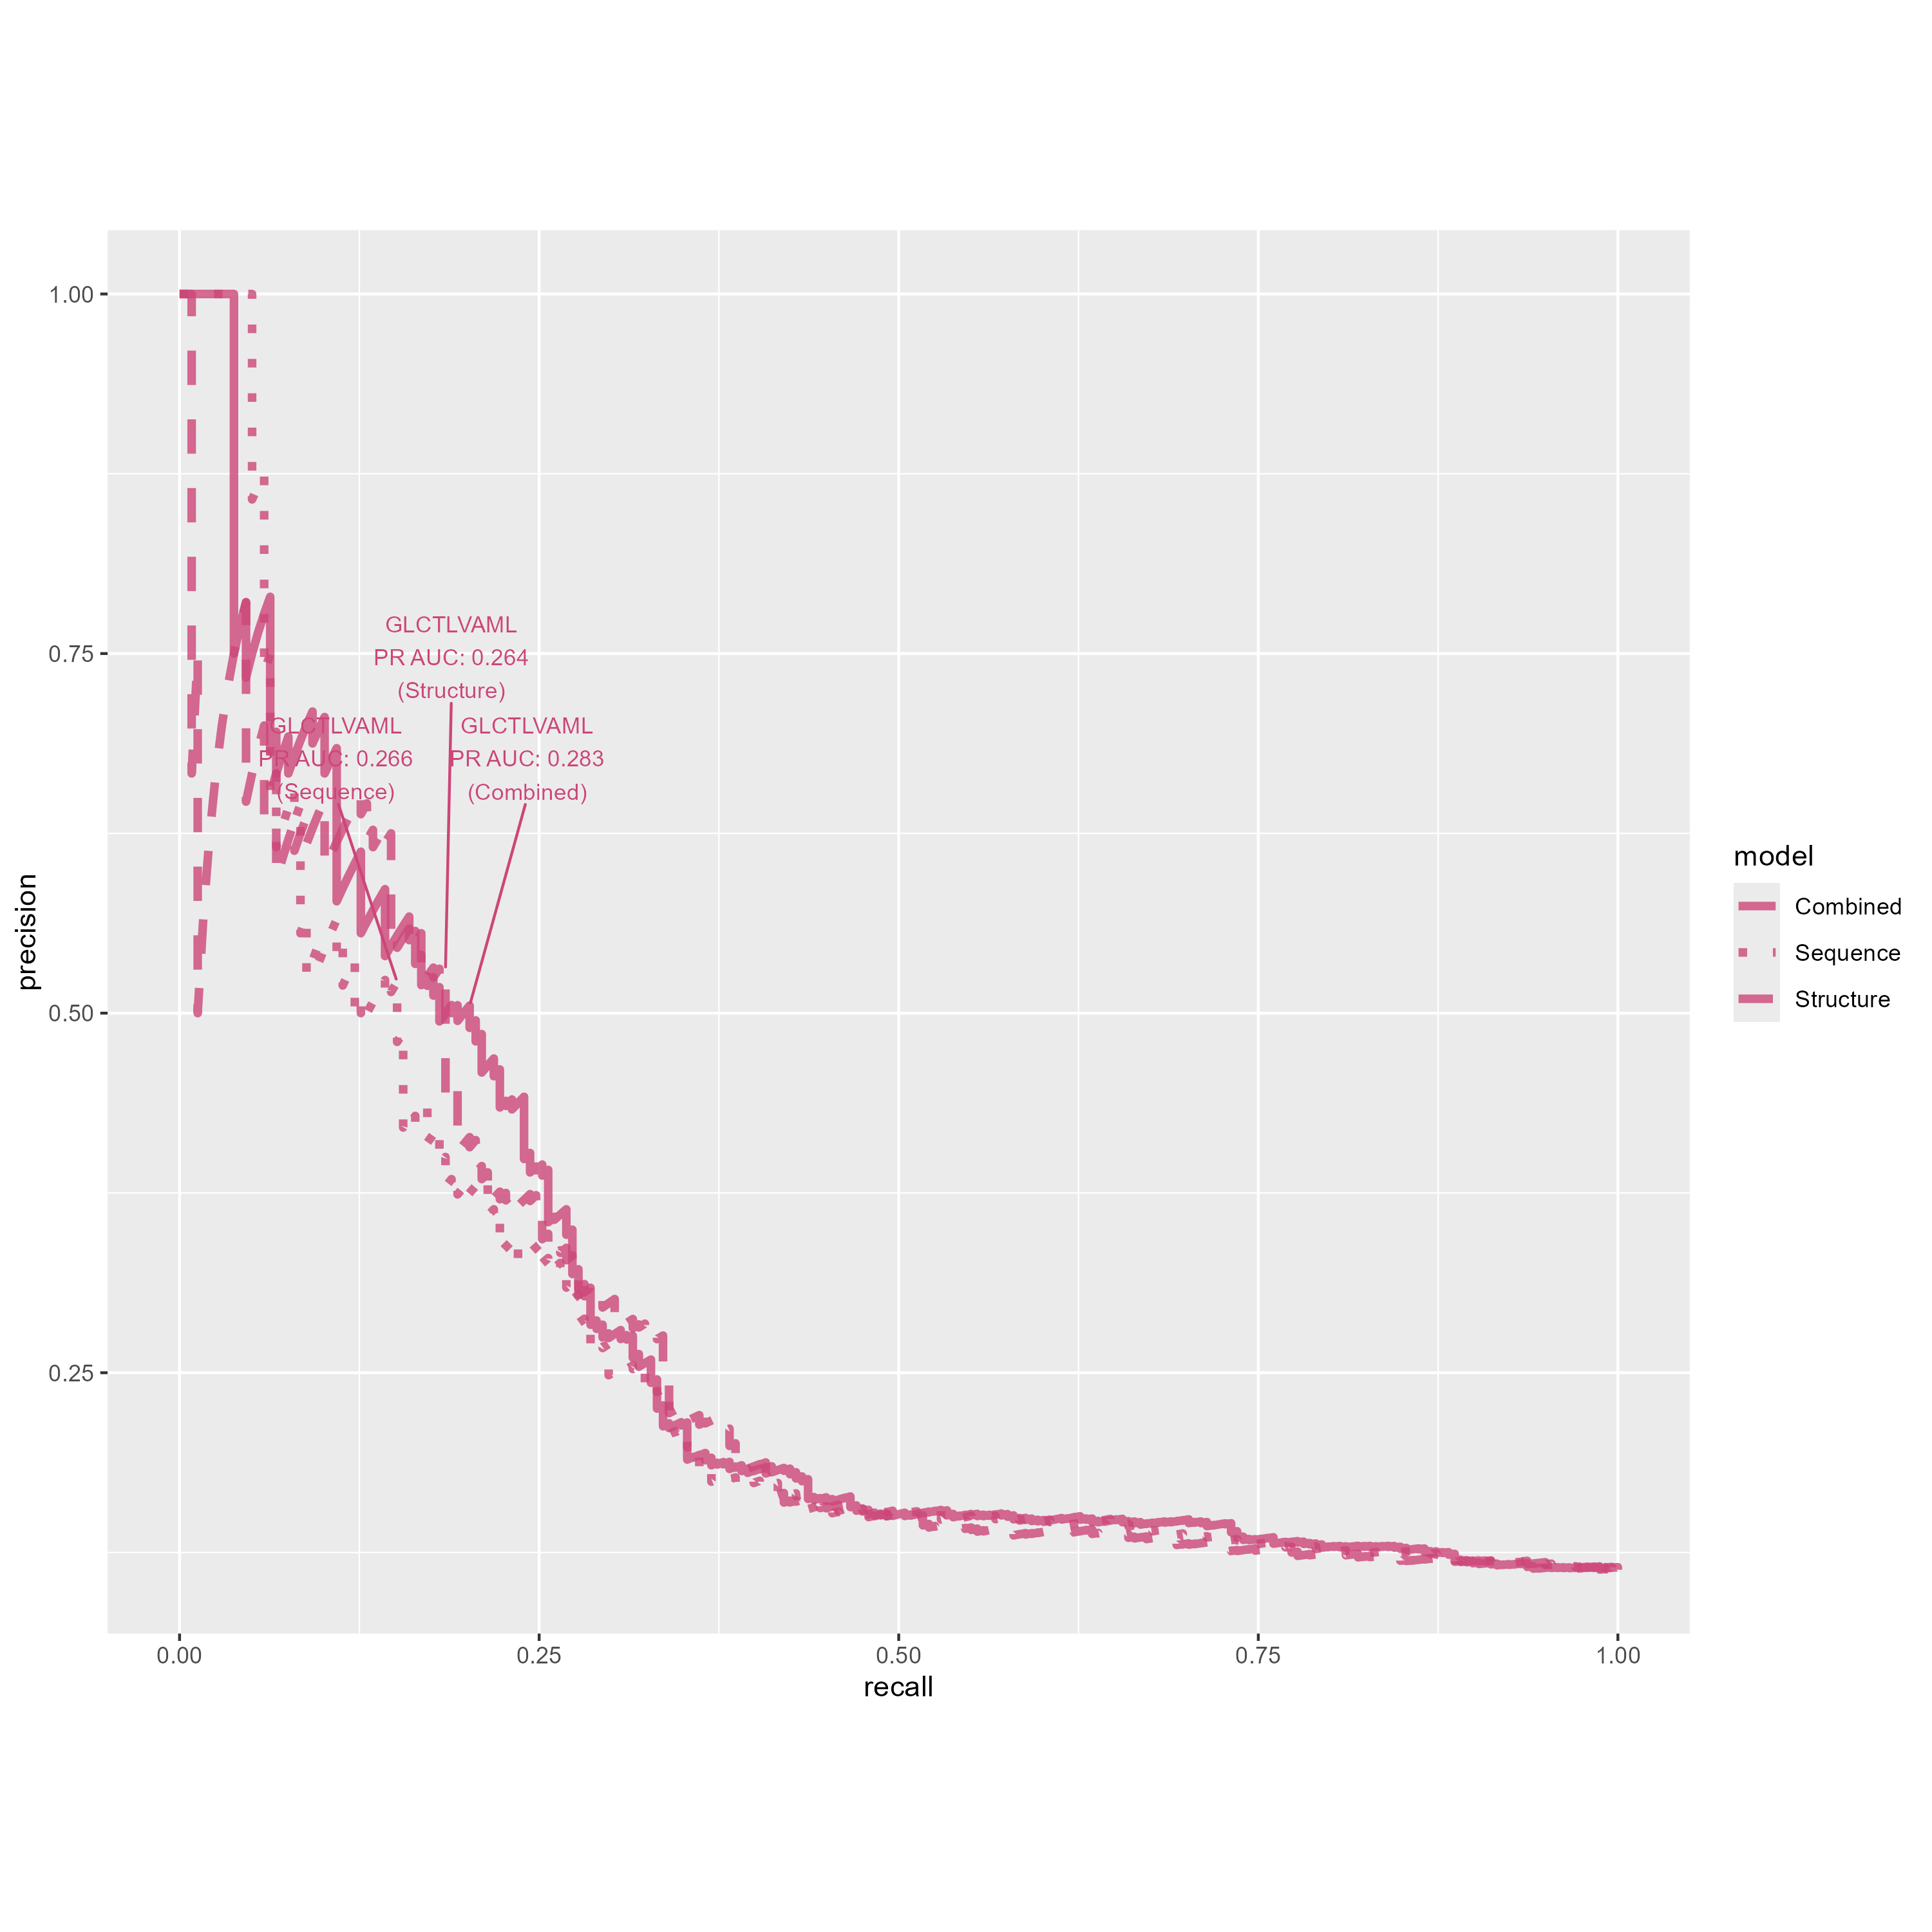 1.00
0.75
0.50
0.25
precision
GLCTLVAML
PR AUC: 0.264
(Structure)
GLCTLVAML
PR AUC: 0.266
(Sequence)
GLCTLVAML
PR AUC: 0.283
(Combined)
0.00
0.25
0.50
0.75
1.00
recall
model
Combined
Sequence
Structure